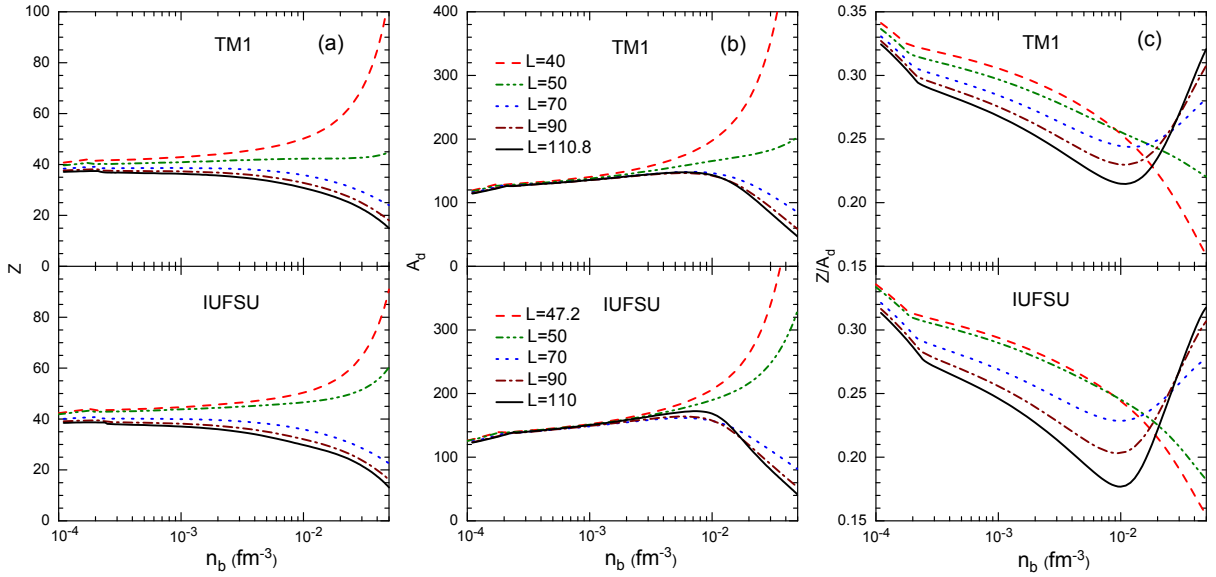 TM1
(a)
100
80
60
40
20
0
IUFSU
80
60
40
20
0
Z
10⁻⁴
10⁻³
10⁻²
n_b (fm⁻³)
TM1
(b)
L=40
L=50
L=70
L=90
L=110.8
400
300
200
100
0
IUFSU
L=47.2
L=50
L=70
L=90
L=110
300
200
100
0
A_d
10⁻⁴
10⁻³
10⁻²
n_b (fm⁻³)
TM1
(c)
0.35
0.30
0.25
0.20
0.15
IUFSU
0.30
0.25
0.20
0.15
Z/A_d
10⁻⁴
10⁻³
10⁻²
n_b (fm⁻³)